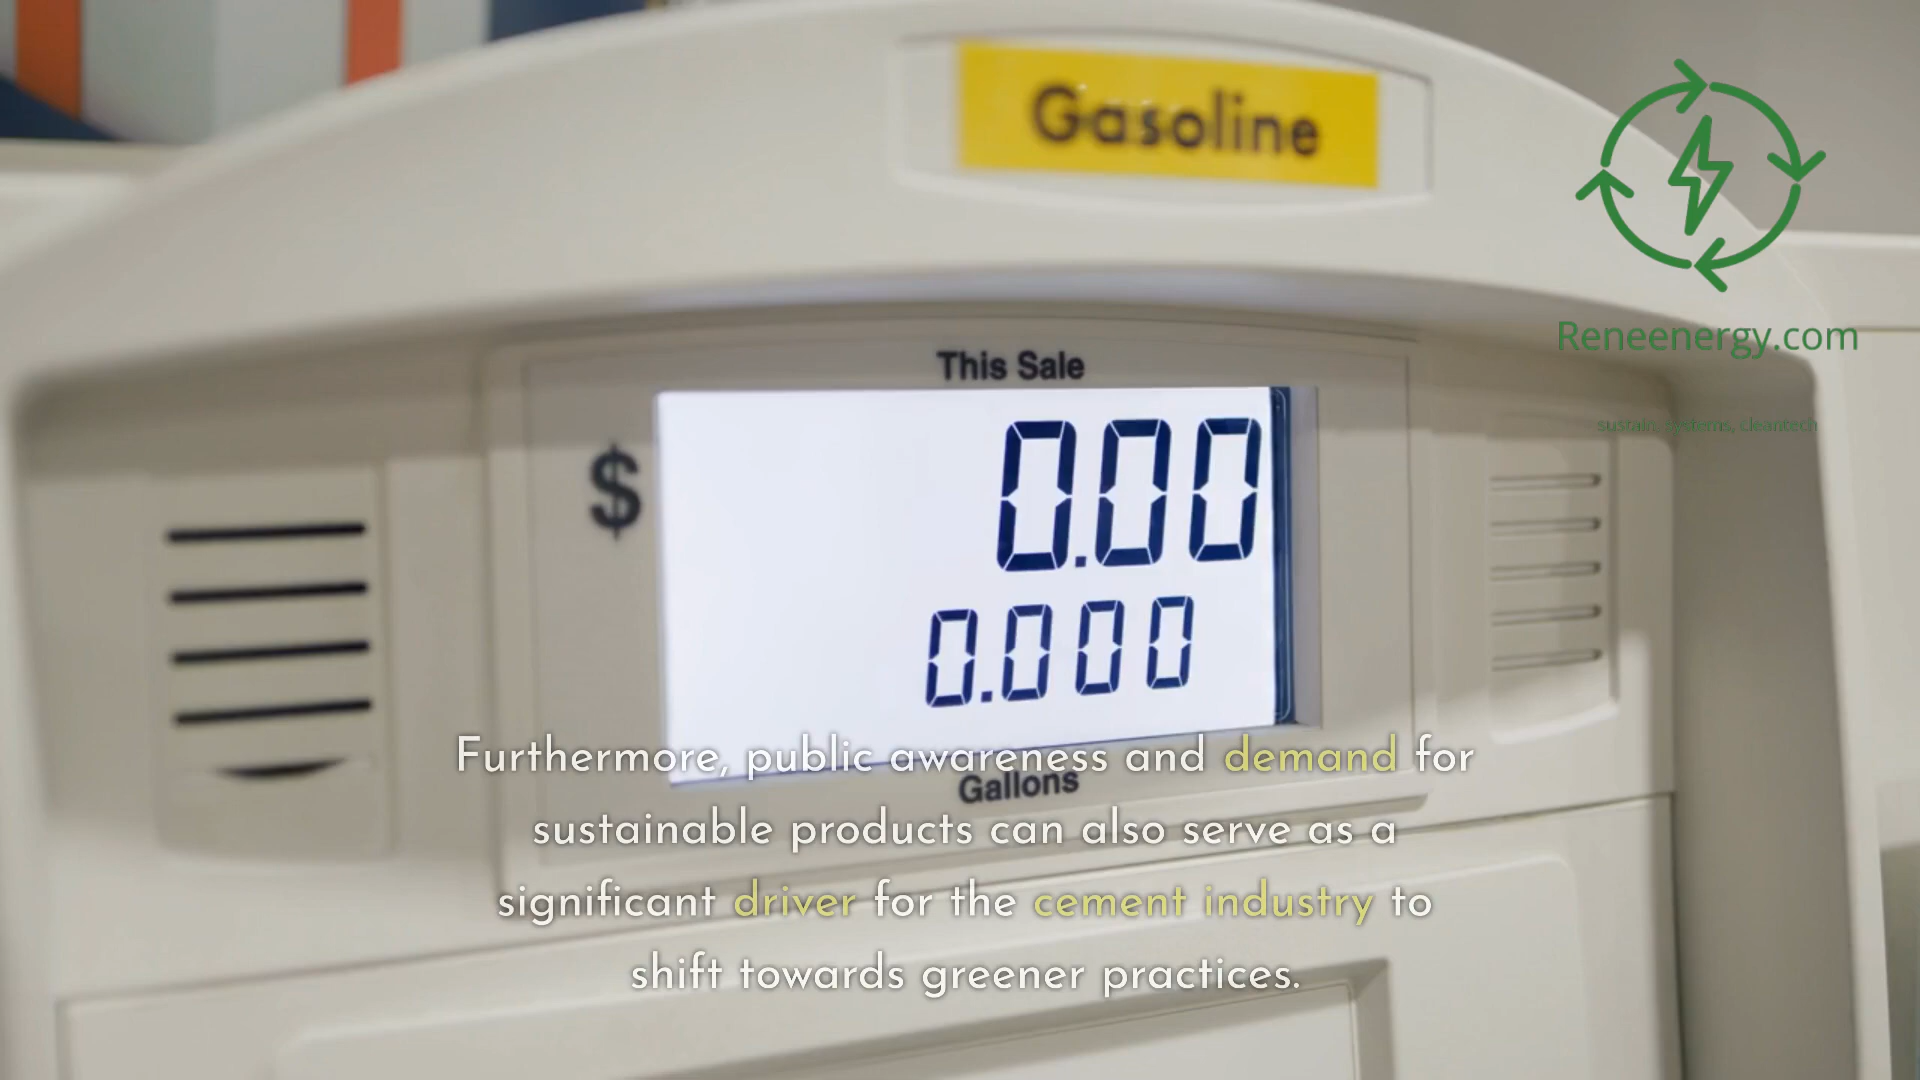 Gasoline
Reneenergy.com
This Sale
$
0.00
sustain, systems, cleantech
0.000
Furthermore, public awareness and demand for
Gallons
sustainable products can also serve as a
significant driver for the cement industry to
shift towards greener practices.